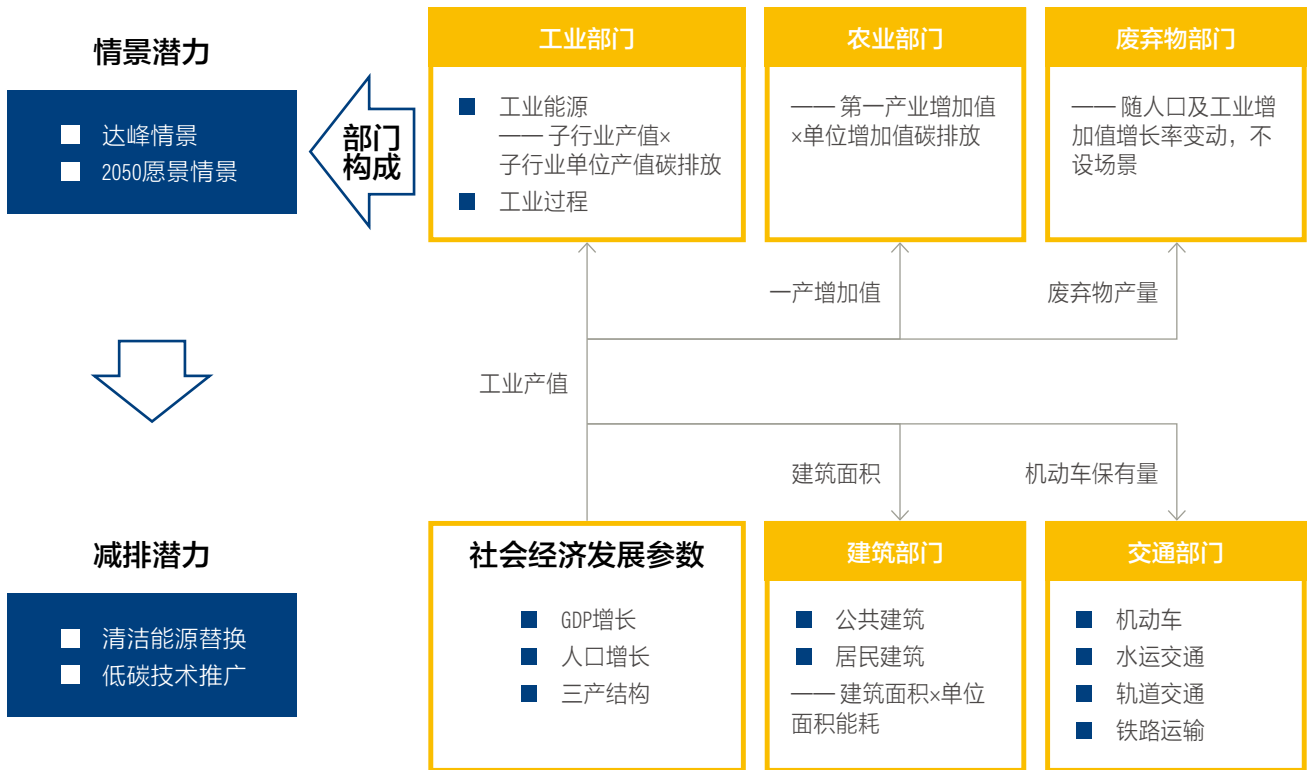 情景潜力
达峰情景
2050愿景情景
部门
构成
工业部门
工业能源
—— 子行业产值×
子行业单位产值碳排放
工业过程
农业部门
—— 第一产业增加值
×单位增加值碳排放
废弃物部门
—— 随人口及工业增
加值增长率变动，不
设场景
一产增加值
废弃物产量
工业产值
建筑面积
机动车保有量
减排潜力
清洁能源替换
低碳技术推广
社会经济发展参数
GDP增长
人口增长
三产结构
建筑部门
公共建筑
居民建筑
—— 建筑面积×单位
面积能耗
交通部门
机动车
水运交通
轨道交通
铁路运输